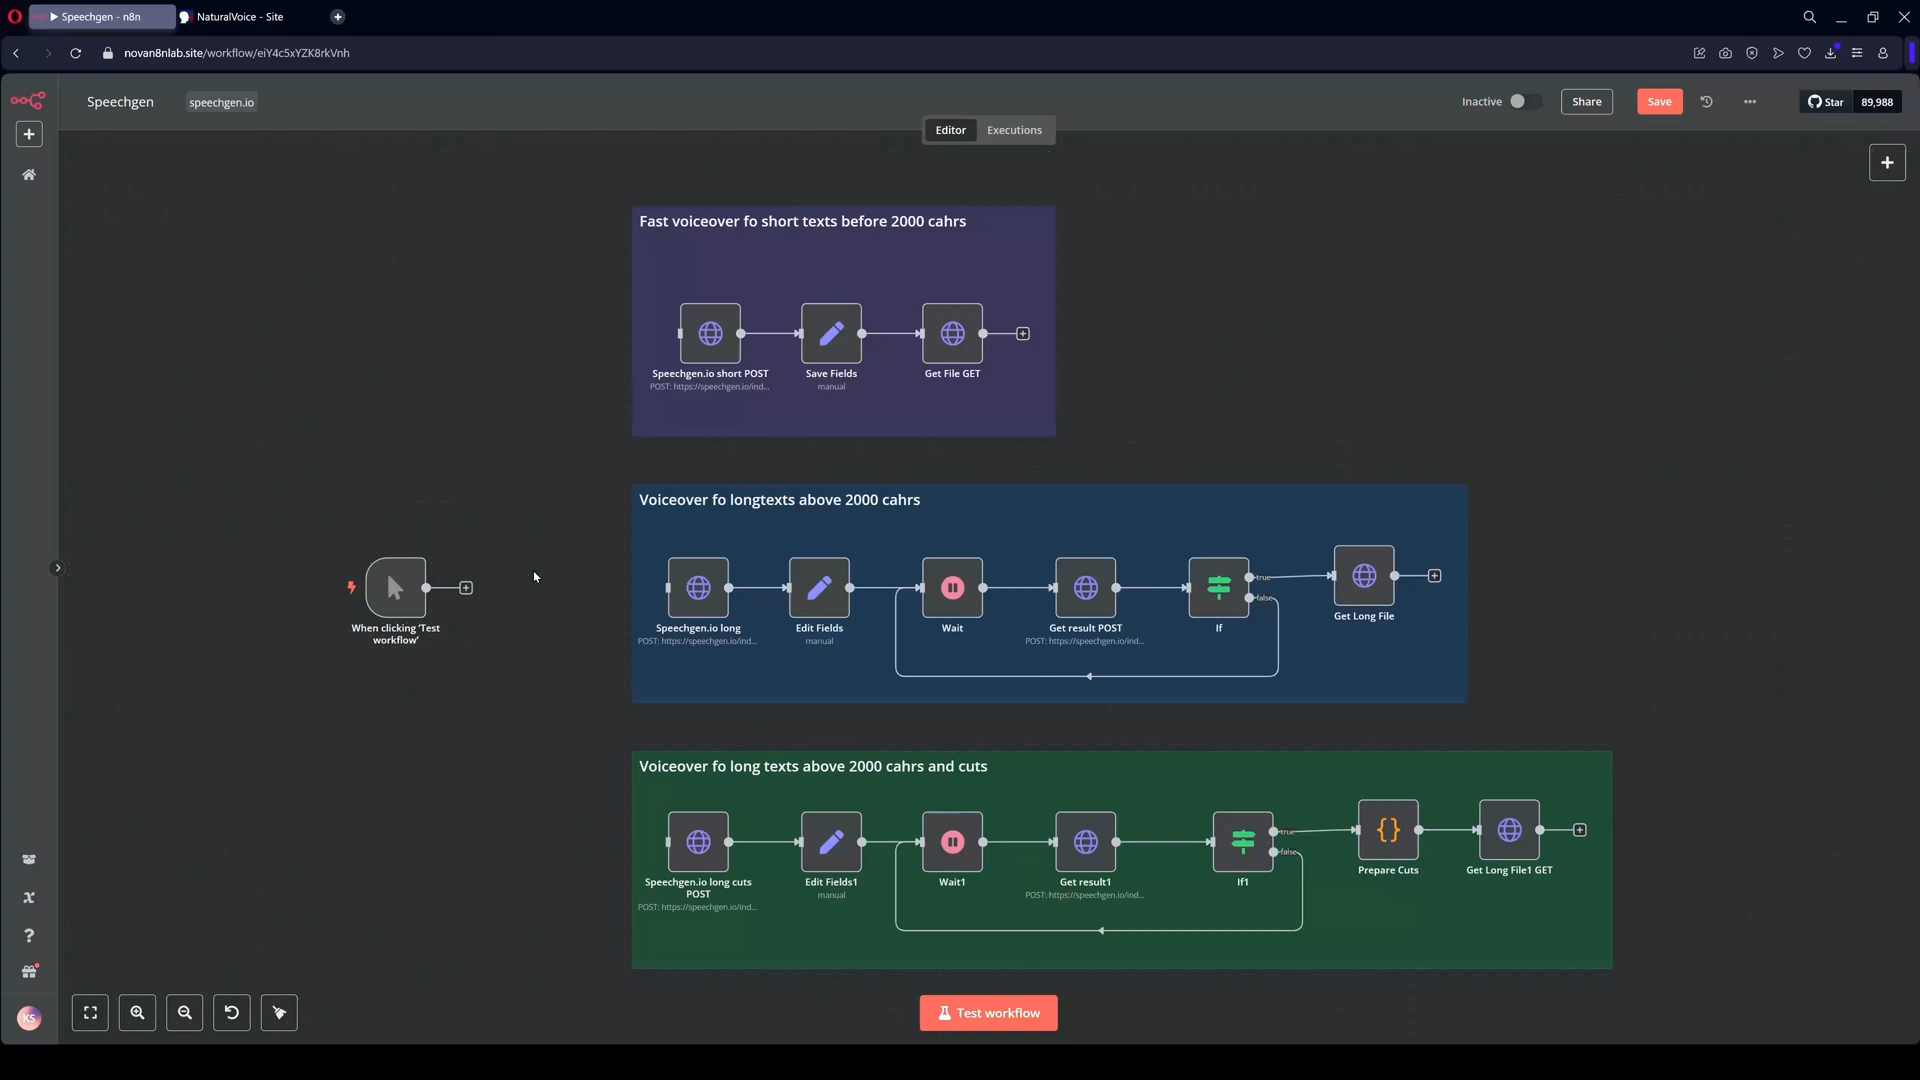 Speechgen - n8n
NaturalVoice - Site
novan8nlab.site/workflow/eiY4c5xYZK8rkVnh
Speechgen
speechgen.io
Inactive
Share
Save
Star
89,988
Editor
Executions
Fast voiceover fo short texts before 2000 cahrs
Speechgen.io short POST
POST: https://speechgen.io/ind...
Save Fields
manual
Get File GET
Voiceover fo longtexts above 2000 cahrs
When clicking 'Test
workflow'
Speechgen.io long
POST: https://speechgen.io/ind...
Edit Fields
manual
Wait
Get result POST
POST: https://speechgen.io/ind...
If
true
false
Get Long File
Voiceover fo long texts above 2000 cahrs and cuts
Speechgen.io long cuts
POST
POST: https://speechgen.io/ind...
Edit Fields1
manual
Wait1
Get result1
POST: https://speechgen.io/ind...
If1
true
false
Prepare Cuts
Get Long File1 GET
KS
Test workflow